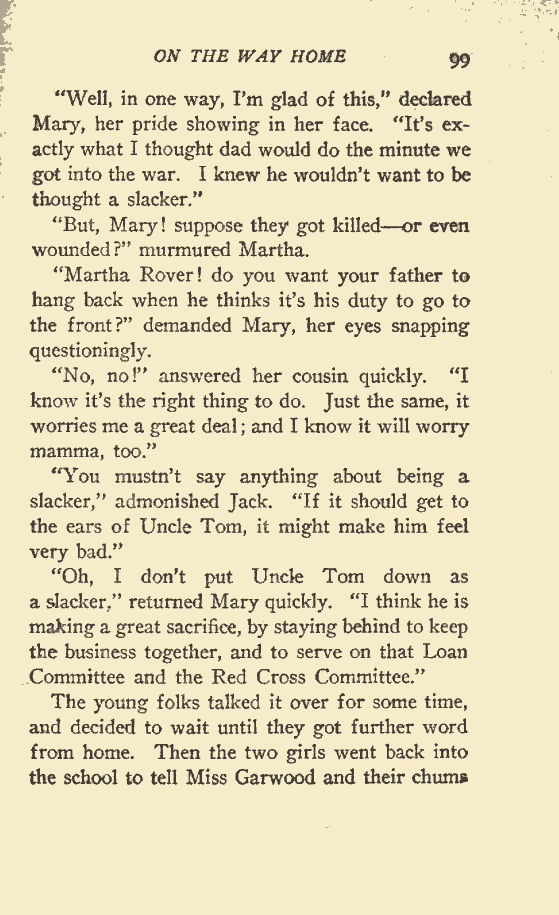 ON THE WAY HOME 99
"Well, in one way, I'm glad of this," declared
Mary, her pride showing in her face. "It's ex-
actly what I thought dad would do the minute we
got into the war. I knew he wouldn't want to be
thought a slacker."
"But, Mary! suppose they got killed—or even
wounded?" murmured Martha.
"Martha Rover! do you want your father to
hang back when he thinks it's his duty to go to
the front?" demanded Mary, her eyes snapping
questioningly.
"No, no!" answered her cousin quickly. "I
know it's the right thing to do. Just the same, it
worries me a great deal; and I know it will worry
mamma, too."
"You mustn't say anything about being a
slacker," admonished Jack. "If it should get to
the ears of Uncle Tom, it might make him feel
very bad."
"Oh, I don't put Uncle Tom down as
a slacker," returned Mary quickly. "I think he is
making a great sacrifice, by staying behind to keep
the business together, and to serve on that Loan
Committee and the Red Cross Committee."
The young folks talked it over for some time,
and decided to wait until they got further word
from home. Then the two girls went back into
the school to tell Miss Garwood and their chums